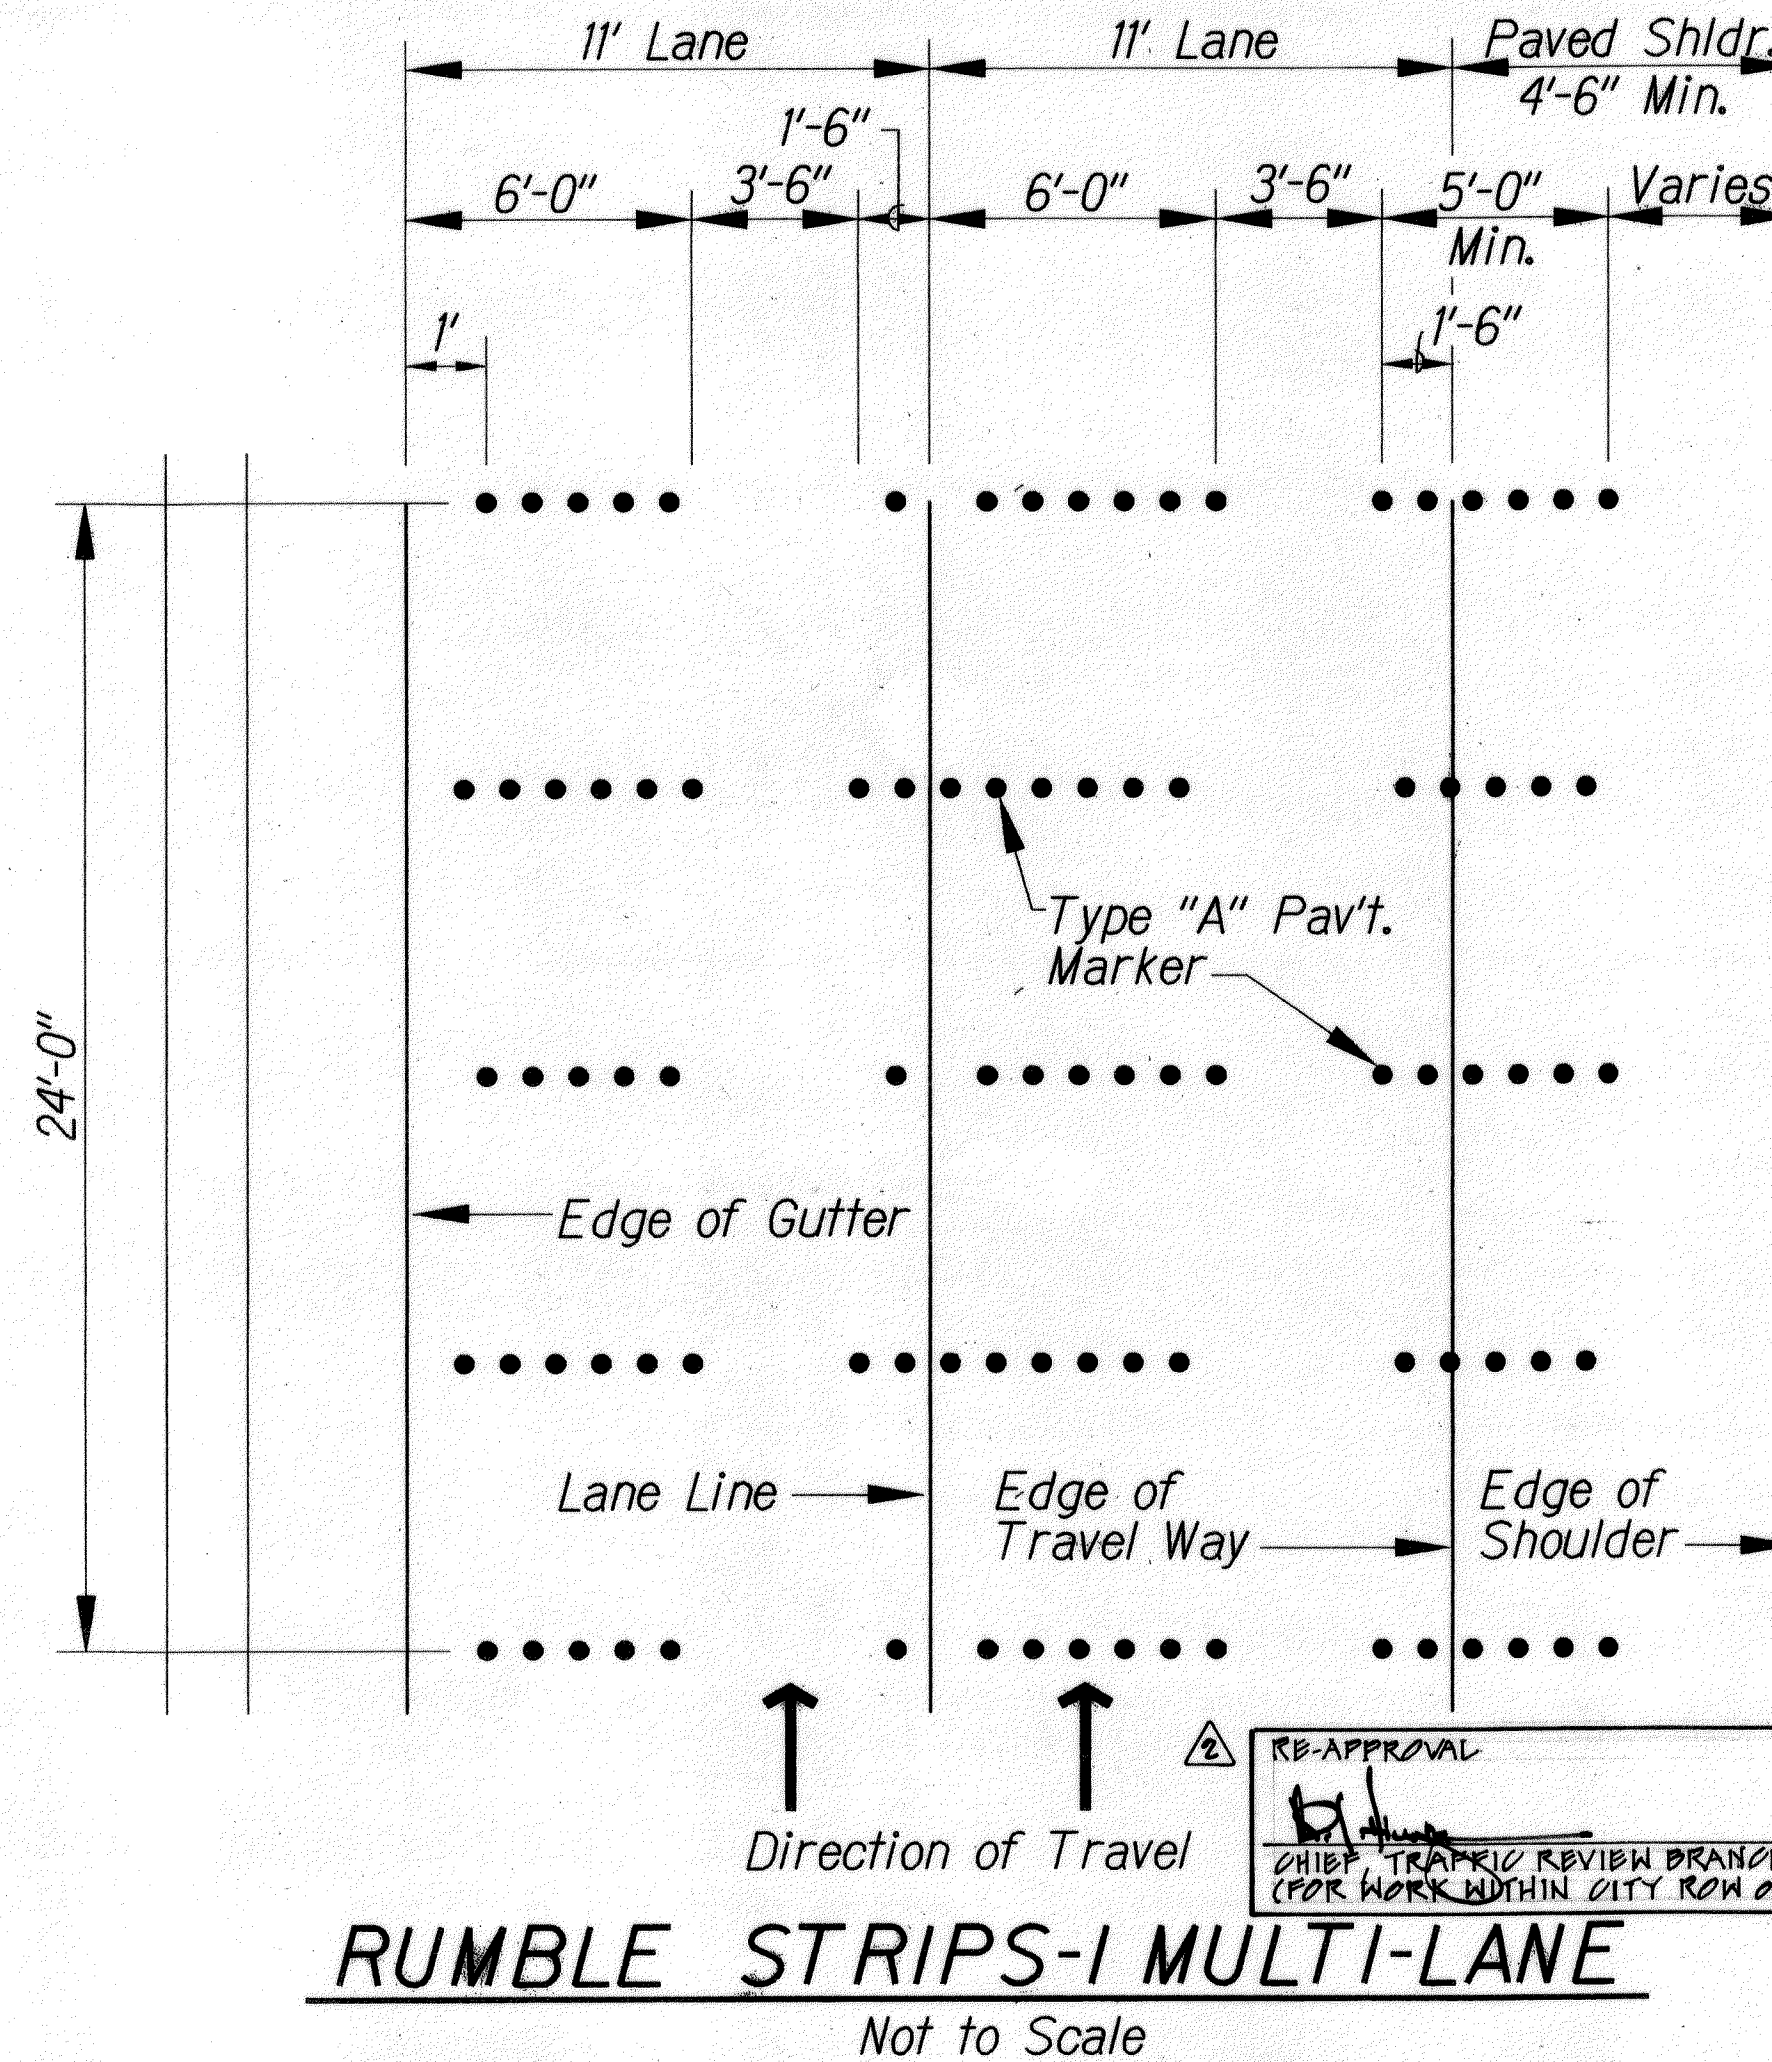 11' Lane
11' Lane
Paved Shldr.
4'-6" Min.
1'-6"
6'-0"
3'-6"
6'-0"
3'-6"
5'-0"
Min.
Varies
1'
1'-6"
24'-0"
Type "A" Pav't.
Marker
Edge of Gutter
Lane Line
Edge of
Travel Way
Edge of
Shoulder
2
RE-APPROVAL
CHIEF, TRAFFIC REVIEW BRANC
(FOR WORK WITHIN CITY ROW O
Direction of Travel
RUMBLE STRIPS-1 MULTI-LANE
Not to Scale